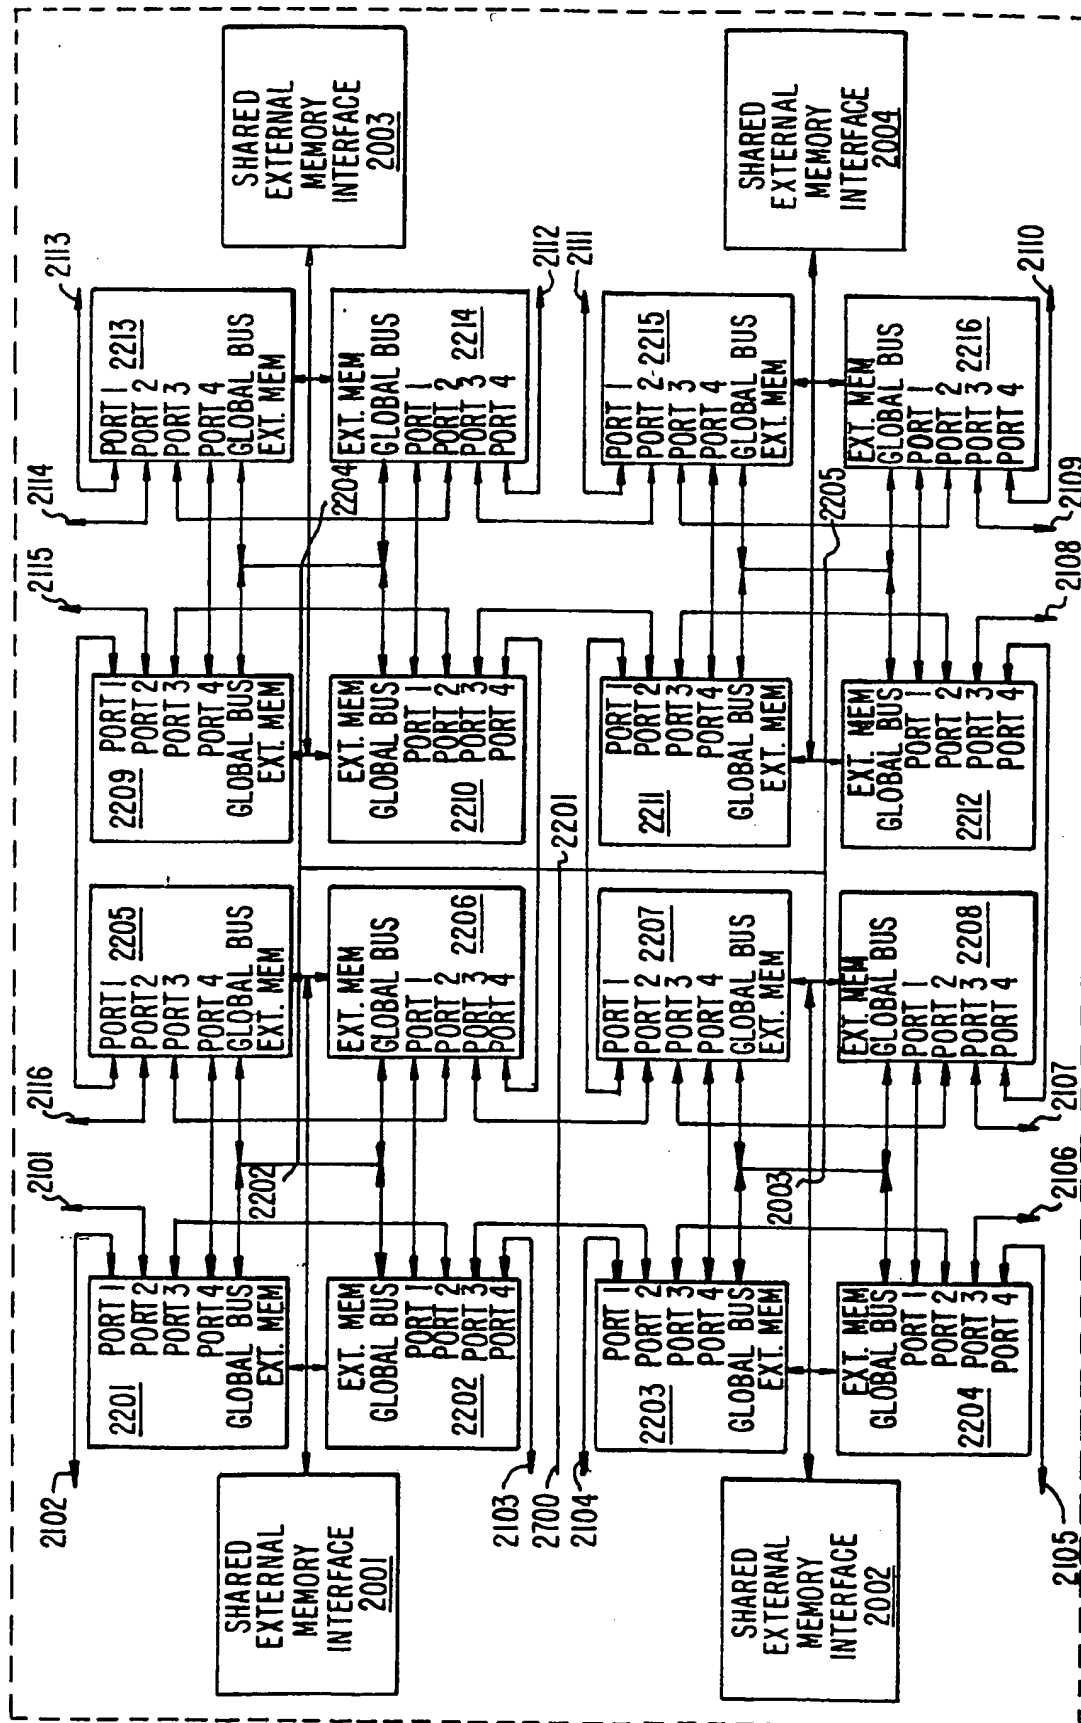 2102
2101
2116
2115
2114
2113
SHARED
EXTERNAL
MEMORY
INTERFACE
2001
2201
PORT 1
PORT 2
PORT 3
PORT 4
GLOBAL BUS
EXT. MEM
2205
PORT 1
PORT 2
PORT 3
PORT 4
GLOBAL BUS
EXT. MEM
2209
PORT 1
PORT 2
PORT 3
PORT 4
GLOBAL BUS
EXT. MEM
2213
PORT 1
PORT 2
PORT 3
PORT 4
GLOBAL BUS
EXT. MEM
SHARED
EXTERNAL
MEMORY
INTERFACE
2003
2202
2204
EXT. MEM
GLOBAL BUS
PORT 1
PORT 2
PORT 3
PORT 4
2202
EXT. MEM
GLOBAL BUS
PORT 1
PORT 2
PORT 3
PORT 4
2206
EXT. MEM
GLOBAL BUS
PORT 1
PORT 2
PORT 3
PORT 4
2210
EXT. MEM
GLOBAL BUS
PORT 1
PORT 2
PORT 3
PORT 4
2214
2103
2112
2700
2201
2104
2111
SHARED
EXTERNAL
MEMORY
INTERFACE
2002
PORT 1
PORT 2
PORT 3
PORT 4
GLOBAL BUS
EXT. MEM
2203
PORT 1
PORT 2
PORT 3
PORT 4
GLOBAL BUS
EXT. MEM
2207
PORT 1
PORT 2
PORT 3
PORT 4
GLOBAL BUS
EXT. MEM
2211
PORT 1
PORT 2
PORT 3
PORT 4
GLOBAL BUS
EXT. MEM
2215
SHARED
EXTERNAL
MEMORY
INTERFACE
2004
2003
2205
EXT. MEM
GLOBAL BUS
PORT 1
PORT 2
PORT 3
PORT 4
2204
EXT. MEM
GLOBAL BUS
PORT 1
PORT 2
PORT 3
PORT 4
2208
EXT. MEM
GLOBAL BUS
PORT 1
PORT 2
PORT 3
PORT 4
2212
EXT. MEM
GLOBAL BUS
PORT 1
PORT 2
PORT 3
PORT 4
2216
2105
2106
2107
2108
2109
2110